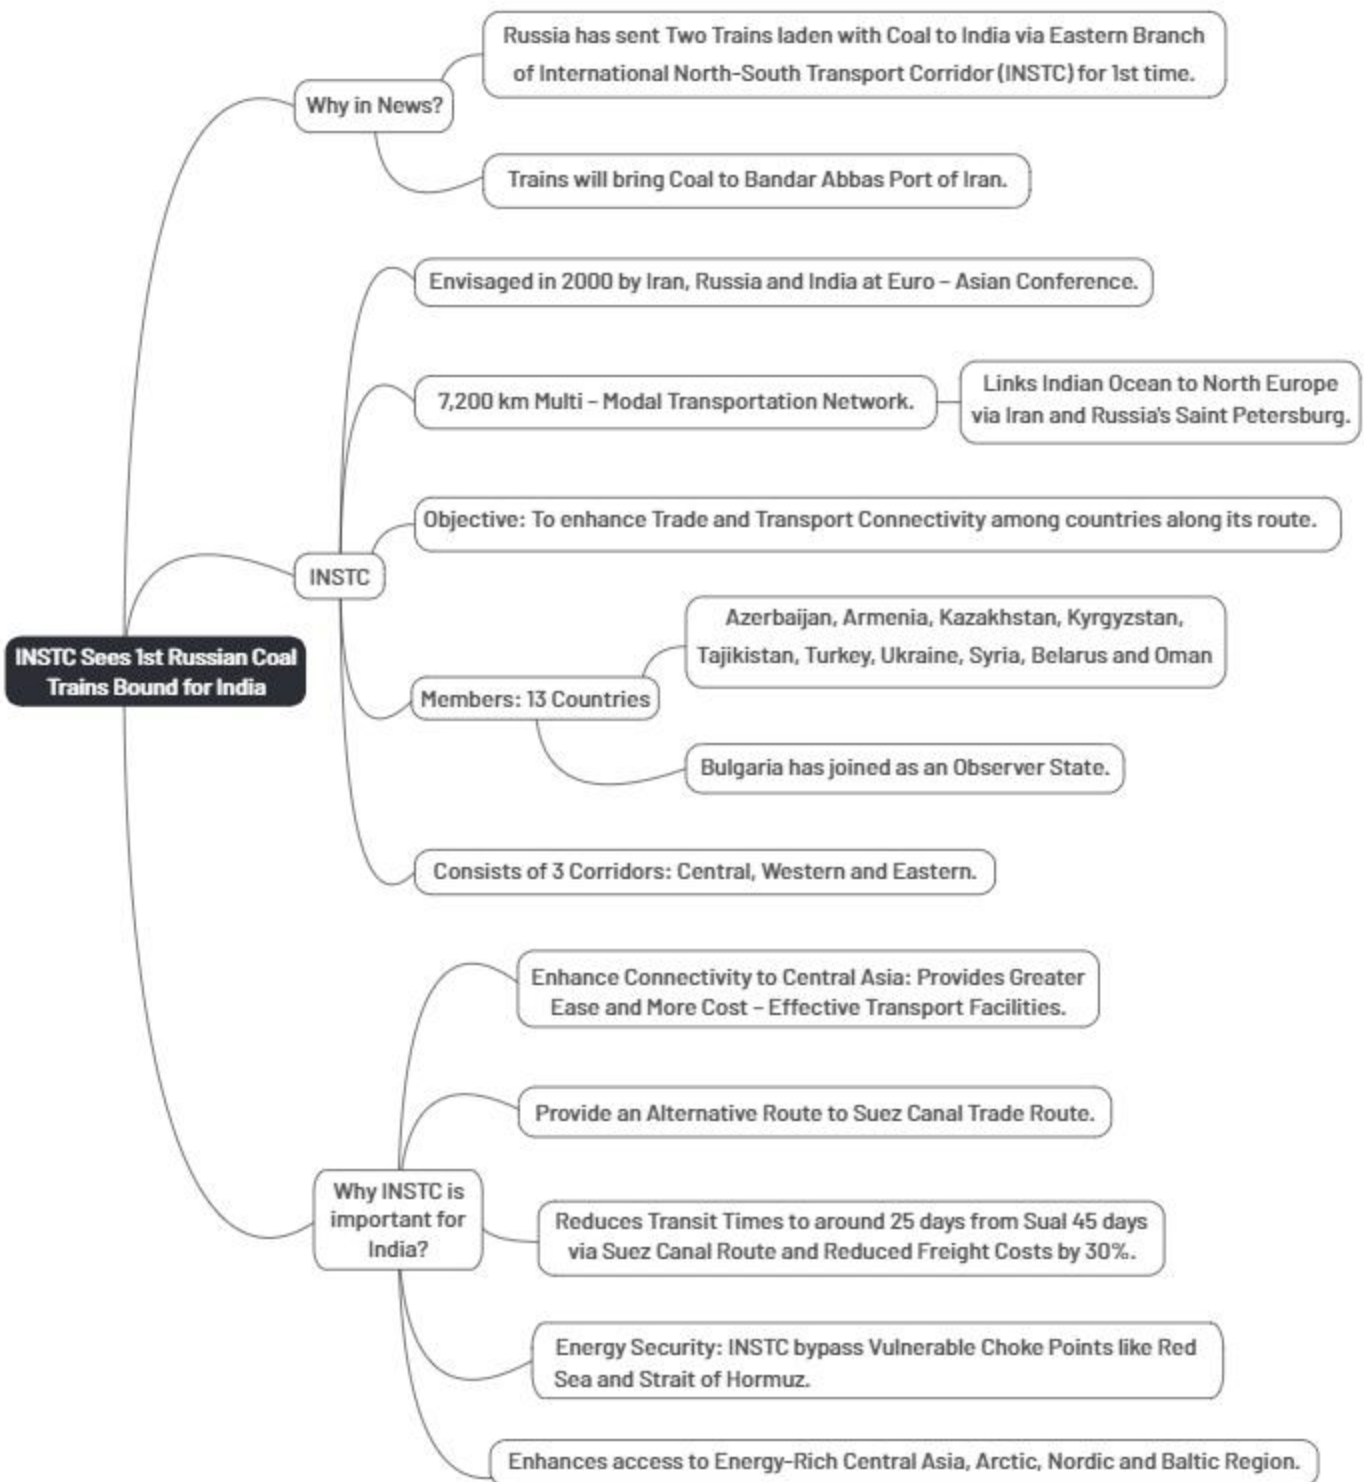 Russia has sent Two Trains laden with Coal to India via Eastern Branch
of International North-South Transport Corridor (INSTC) for 1st time.
Why in News?
Trains will bring Coal to Bandar Abbas Port of Iran.
Envisaged in 2000 by Iran, Russia and India at Euro – Asian Conference.
7,200 km Multi – Modal Transportation Network.
Links Indian Ocean to North Europe
via Iran and Russia's Saint Petersburg.
Objective: To enhance Trade and Transport Connectivity among countries along its route.
INSTC
Azerbaijan, Armenia, Kazakhstan, Kyrgyzstan,
Tajikistan, Turkey, Ukraine, Syria, Belarus and Oman
INSTC Sees 1st Russian Coal
Trains Bound for India
Members: 13 Countries
Bulgaria has joined as an Observer State.
Consists of 3 Corridors: Central, Western and Eastern.
Enhance Connectivity to Central Asia: Provides Greater
Ease and More Cost – Effective Transport Facilities.
Provide an Alternative Route to Suez Canal Trade Route.
Why INSTC is
important for
India?
Reduces Transit Times to around 25 days from Sual 45 days
via Suez Canal Route and Reduced Freight Costs by 30%.
Energy Security: INSTC bypass Vulnerable Choke Points like Red
Sea and Strait of Hormuz.
Enhances access to Energy-Rich Central Asia, Arctic, Nordic and Baltic Region.